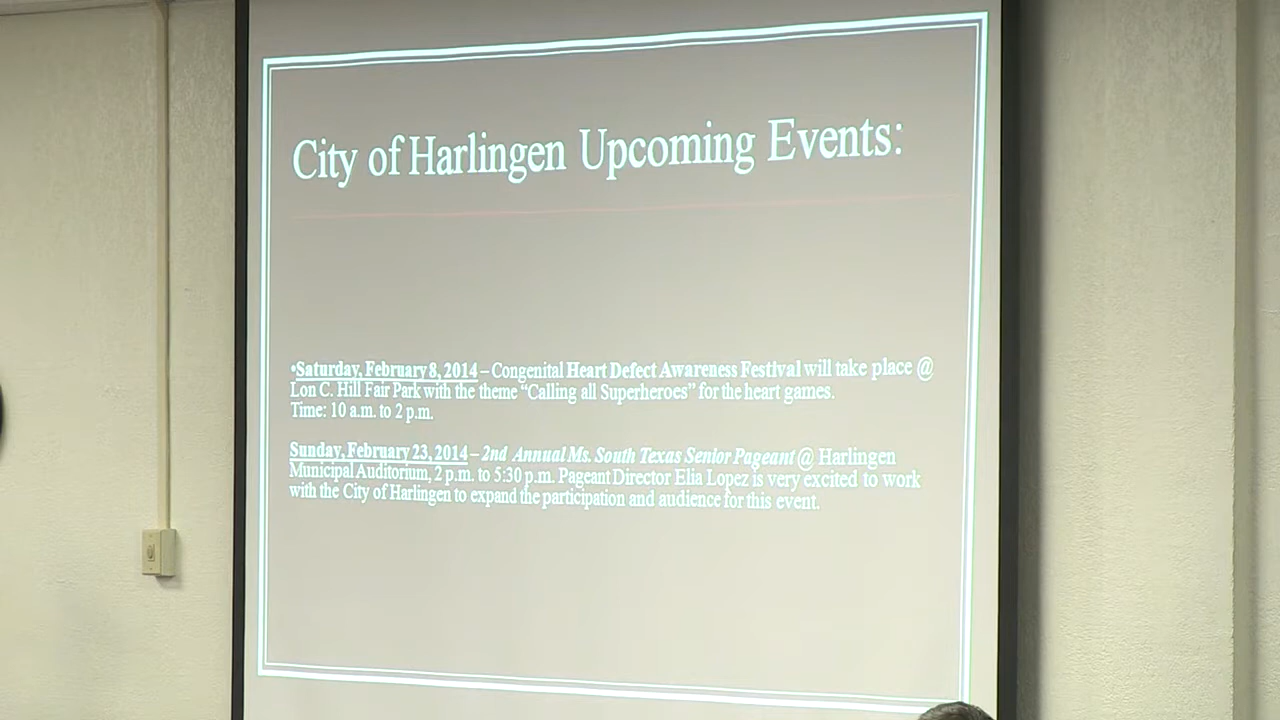 City of Harlingen Upcoming Events:
•Saturday, February 8, 2014 – Congenital Heart Defect Awareness Festival will take place @
Lon C. Hill Fair Park with the theme “Calling all Superheroes” for the heart games.
Time: 10 a.m. to 2 p.m.
Sunday, February 23, 2014 – 2nd Annual Ms. South Texas Senior Pageant @ Harlingen
Municipal Auditorium, 2 p.m. to 5:30 p.m. Pageant Director Elia Lopez is very excited to work
with the City of Harlingen to expand the participation and audience for this event.